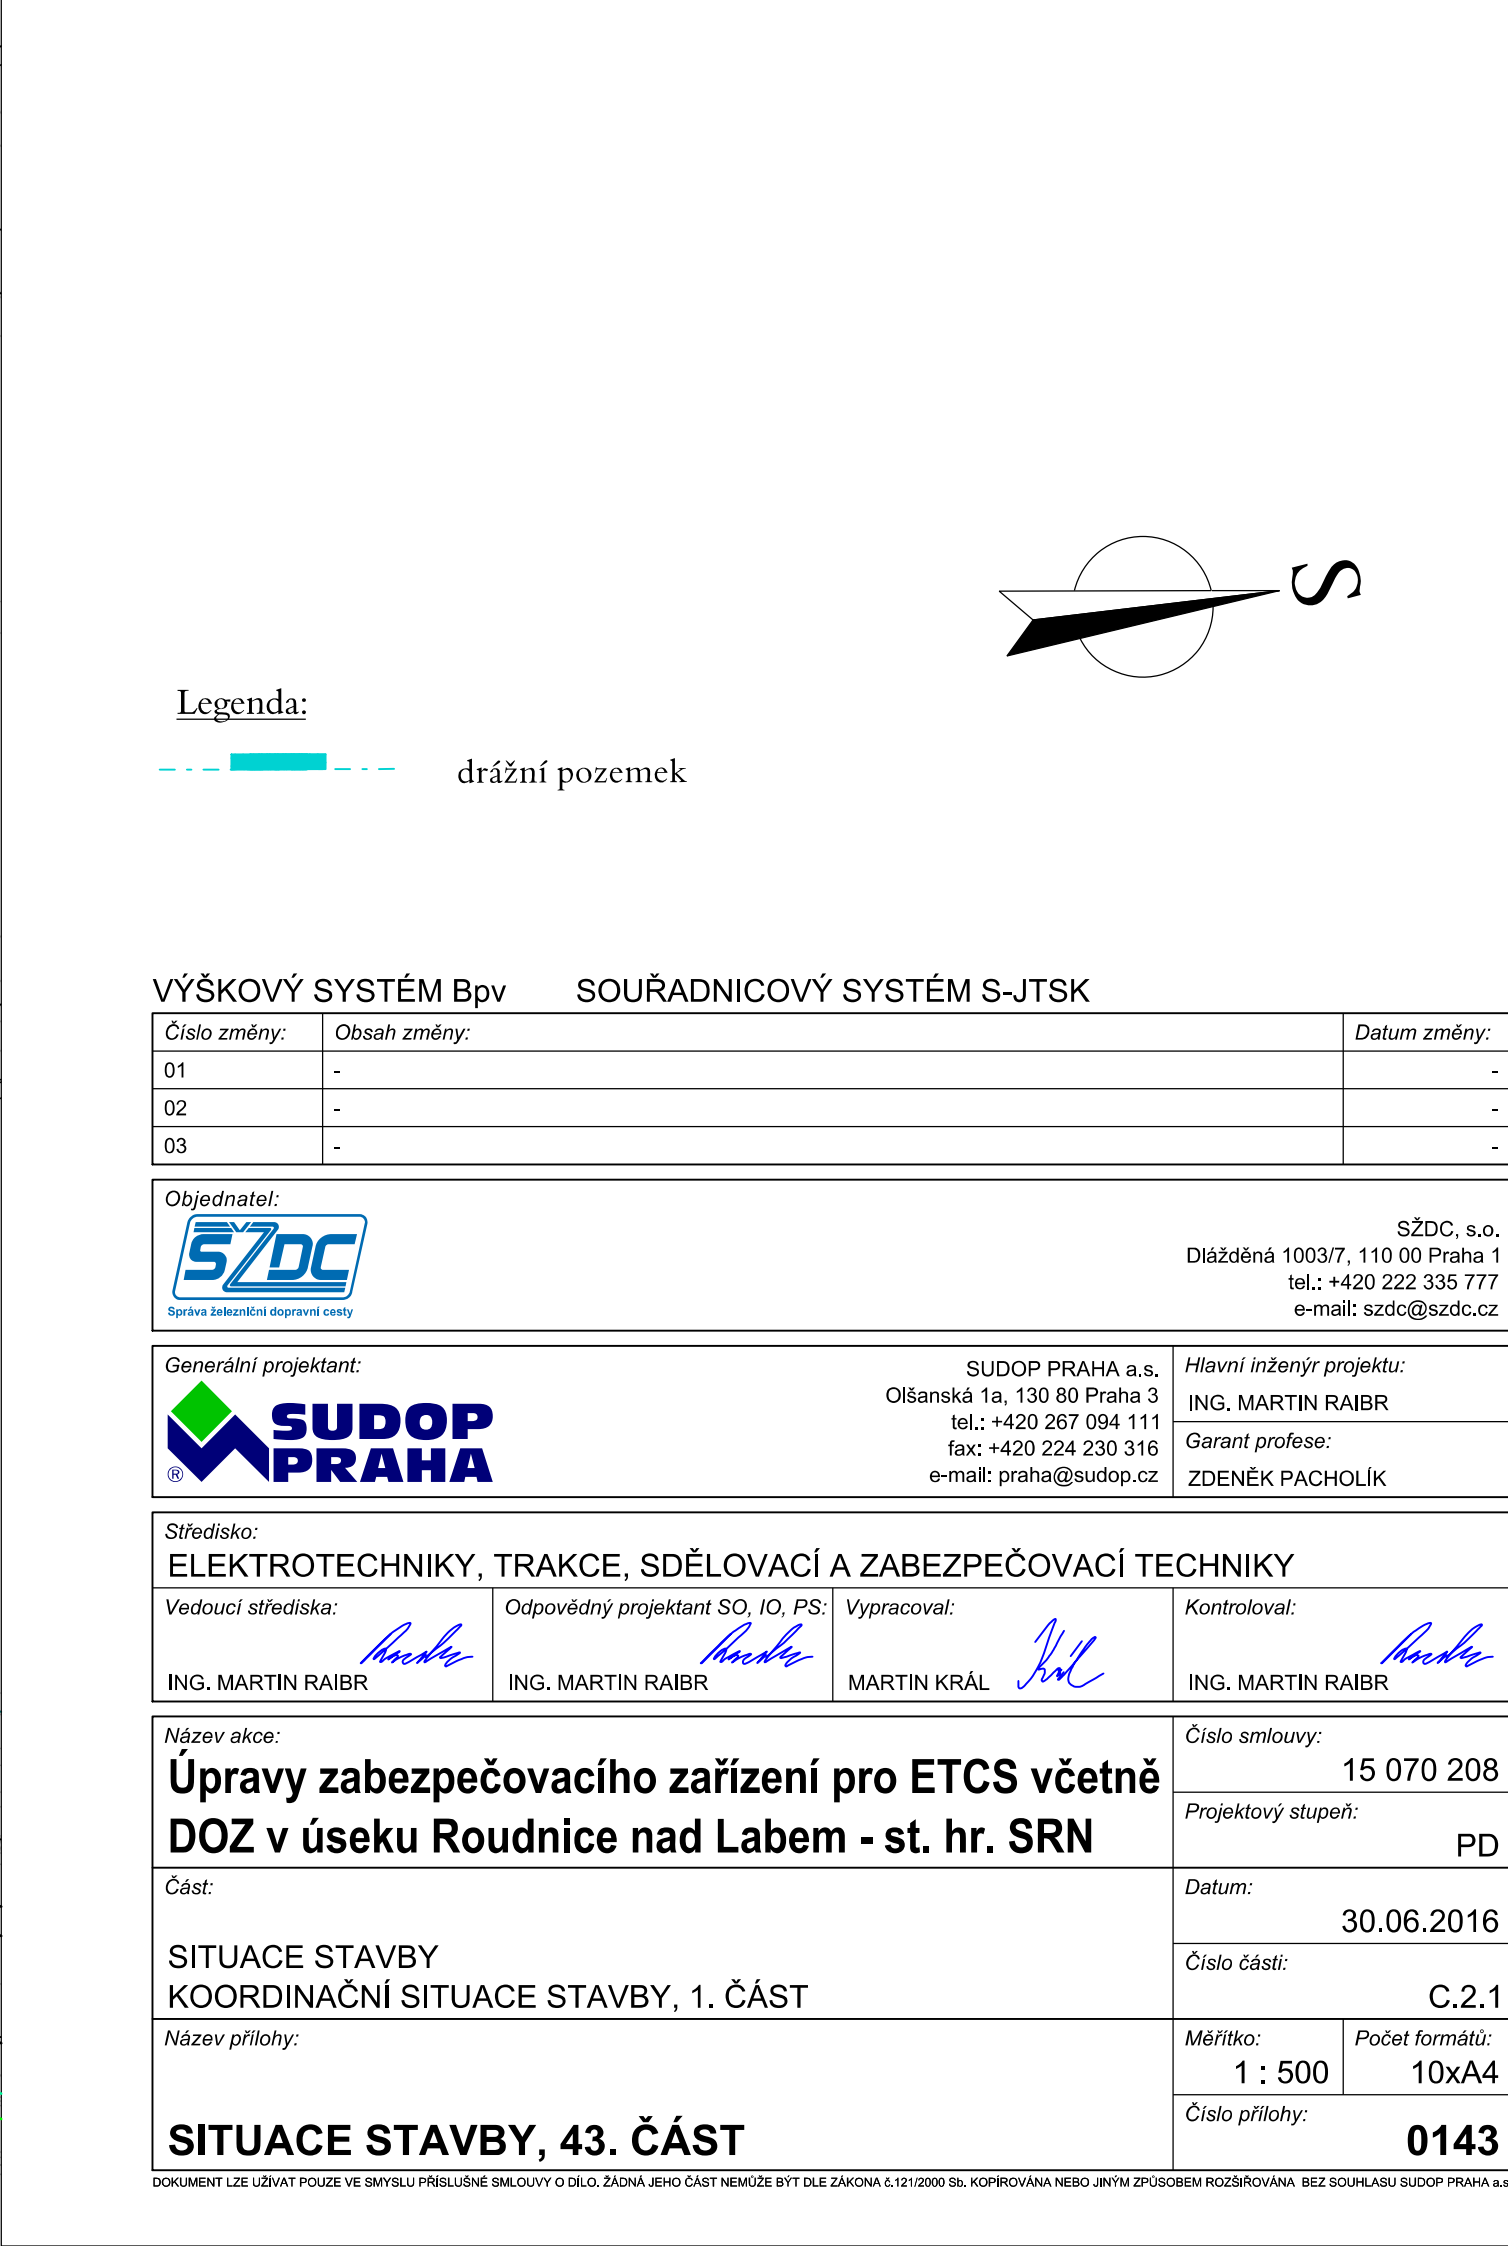 S
Legenda:
drážní pozemek
VÝŠKOVÝ SYSTÉM Bpv SOUŘADNICOVÝ SYSTÉM S-JTSK
Číslo změny: Obsah změny: Datum změny:
01 - -
02 - -
03 - -
Objednatel:
SŽDC
Správa železniční dopravní cesty
SŽDC, s.o.
Dlážděná 1003/7, 110 00 Praha 1
tel.: +420 222 335 777
e-mail: szdc@szdc.cz
Generální projektant:
SUDOP
PRAHA
®
SUDOP PRAHA a.s.
Olšanská 1a, 130 80 Praha 3
tel.: +420 267 094 111
fax: +420 224 230 316
e-mail: praha@sudop.cz
Hlavní inženýr projektu:
ING. MARTIN RAIBR
Garant profese:
ZDENĚK PACHOLÍK
Středisko:
ELEKTROTECHNIKY, TRAKCE, SDĚLOVACÍ A ZABEZPEČOVACÍ TECHNIKY
Vedoucí střediska:
ING. MARTIN RAIBR
Odpovědný projektant SO, IO, PS:
ING. MARTIN RAIBR
Vypracoval:
MARTIN KRÁL
Král
Kontroloval:
ING. MARTIN RAIBR
Název akce:
Úpravy zabezpečovacího zařízení pro ETCS včetně
DOZ v úseku Roudnice nad Labem - st. hr. SRN
Číslo smlouvy:
15 070 208
Projektový stupeň:
PD
Část:
SITUACE STAVBY
KOORDINAČNÍ SITUACE STAVBY, 1. ČÁST
Datum:
30.06.2016
Číslo části:
C.2.1
Název přílohy:
SITUACE STAVBY, 43. ČÁST
Měřítko:
1 : 500
Počet formátů:
10xA4
Číslo přílohy:
0143
DOKUMENT LZE UŽÍVAT POUZE VE SMYSLU PŘÍSLUŠNÉ SMLOUVY O DÍLO. ŽÁDNÁ JEHO ČÁST NEMŮŽE BÝT DLE ZÁKONA č.121/2000 Sb. KOPÍROVÁNA NEBO JINÝM ZPŮSOBEM ROZŠIŘOVÁNA BEZ SOUHLASU SUDOP PRAHA a.s